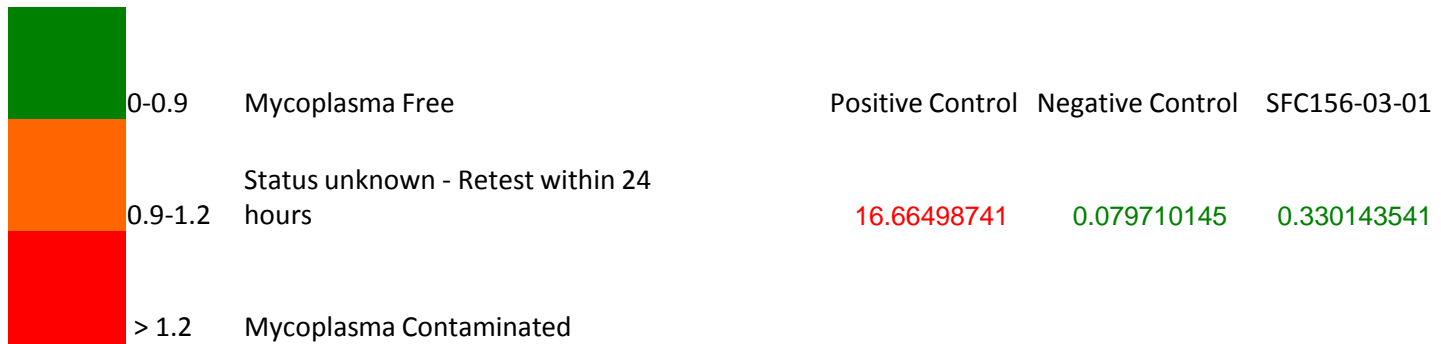 0-0.9 Mycoplasma Free Positive Control Negative Control SFC156-03-01
Status unknown - Retest within 24
0.9-1.2 hours 16.66498741 0.079710145 0.330143541
> 1.2 Mycoplasma Contaminated